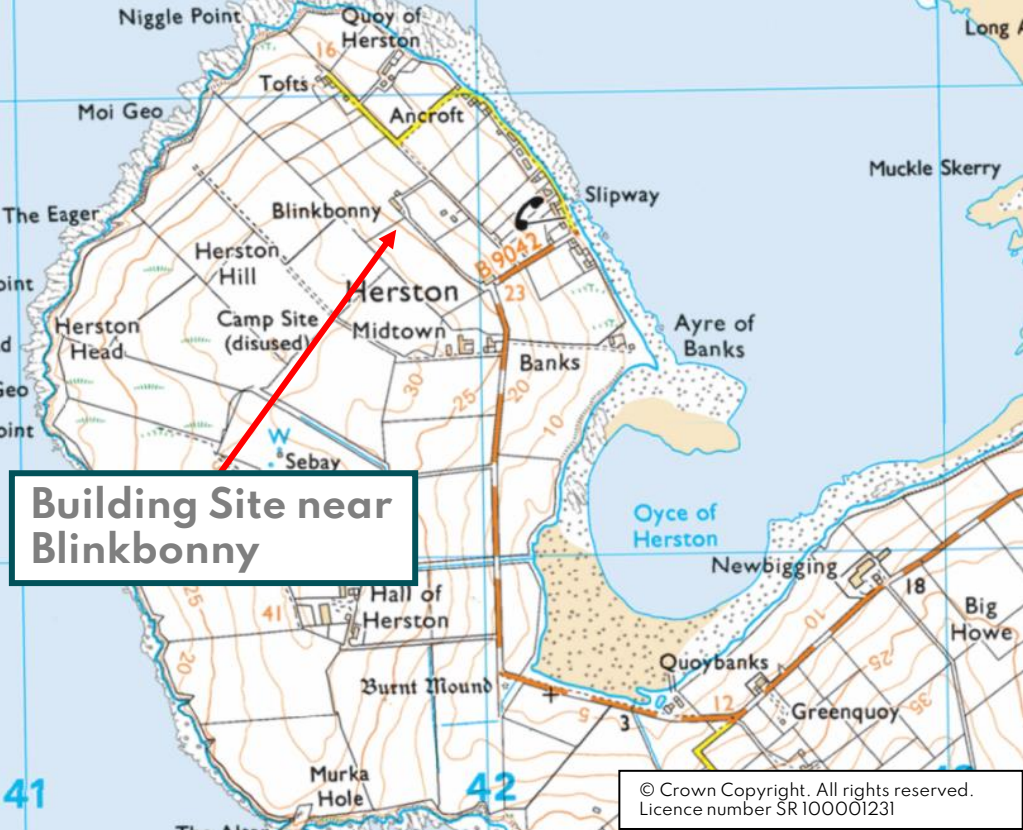 Niggle Point
Quoy of
Herston
Long
16
Tofts
Moi Geo
Ancroft
Muckle Skerry
Slipway
The Eager
Blinkbonny
B 9042
Herston
Hill
oint
Herston
23
Camp Site
(disused)
Midtown
Herston
Head
Ayre of
Banks
Banks
Geo
30
25
20
10
oint
W
Sebay
Building Site near
Blinkbonny
Oyce of
Herston
Newbigging
18
25
41
Hall of
Herston
10
Big
Howe
20
Quoybanks
25
Burnt Mound
35
12
5
3
Greenquoy
Murka
Hole
41
42
© Crown Copyright. All rights reserved.
Licence number SR 100001231